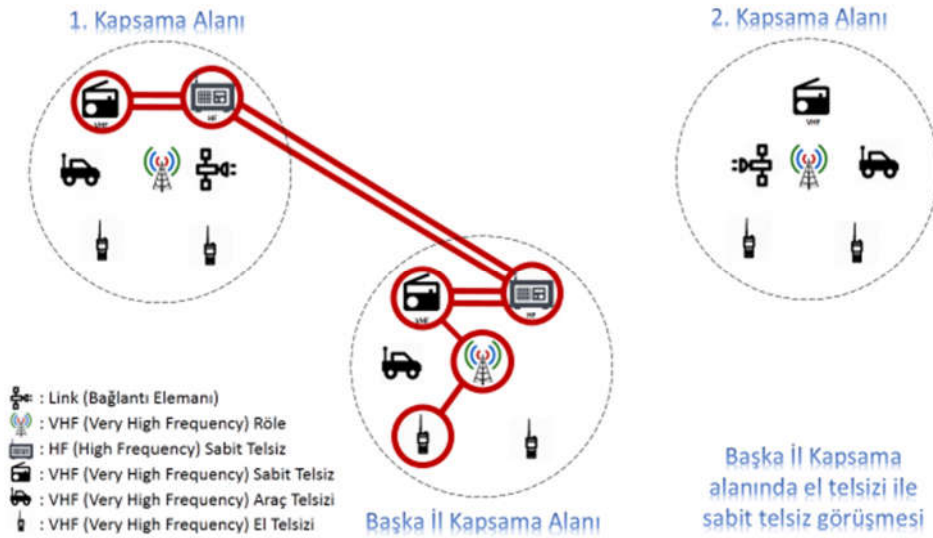 1. Kapsama Alanı
2. Kapsama Alanı
VHF
HF
VHF
VHF
HF
: Link (Bağlantı Elemanı)
: VHF (Very High Frequency) Röle
: HF (High Frequency) Sabit Telsiz
: VHF (Very High Frequency) Sabit Telsiz
: VHF (Very High Frequency) Araç Telsizi
: VHF (Very High Frequency) El Telsizi
Başka İl Kapsama Alanı
Başka İl Kapsama
alanında el telsizi ile
sabit telsiz görüşmesi